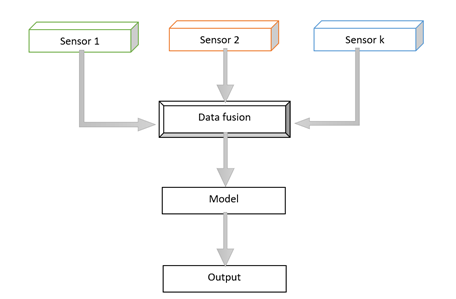 Sensor 1
Sensor 2
Sensor k
Data fusion
Model
Output